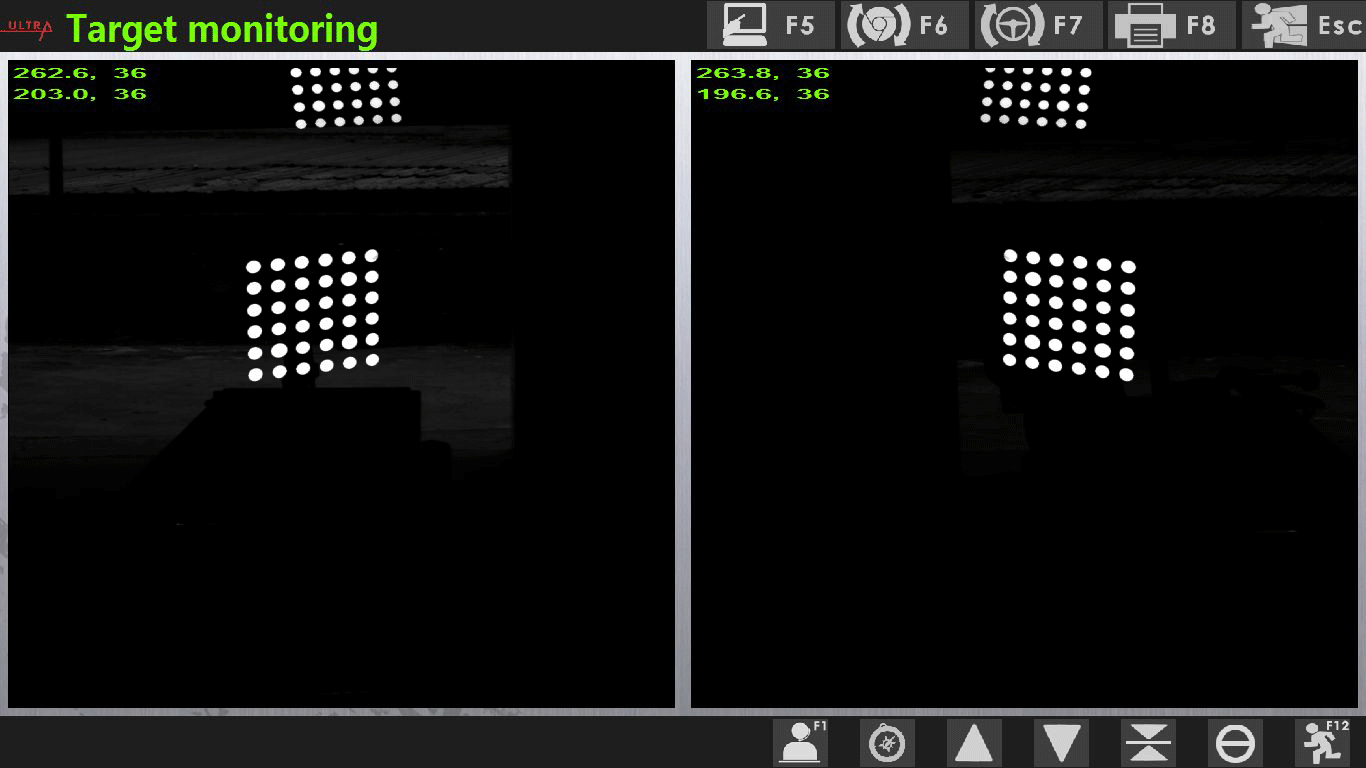 ULTRA Target monitoring F5 F6 F7 F8 Esc
262.6, 36
203.0, 36
263.8, 36
196.6, 36
F1 F12